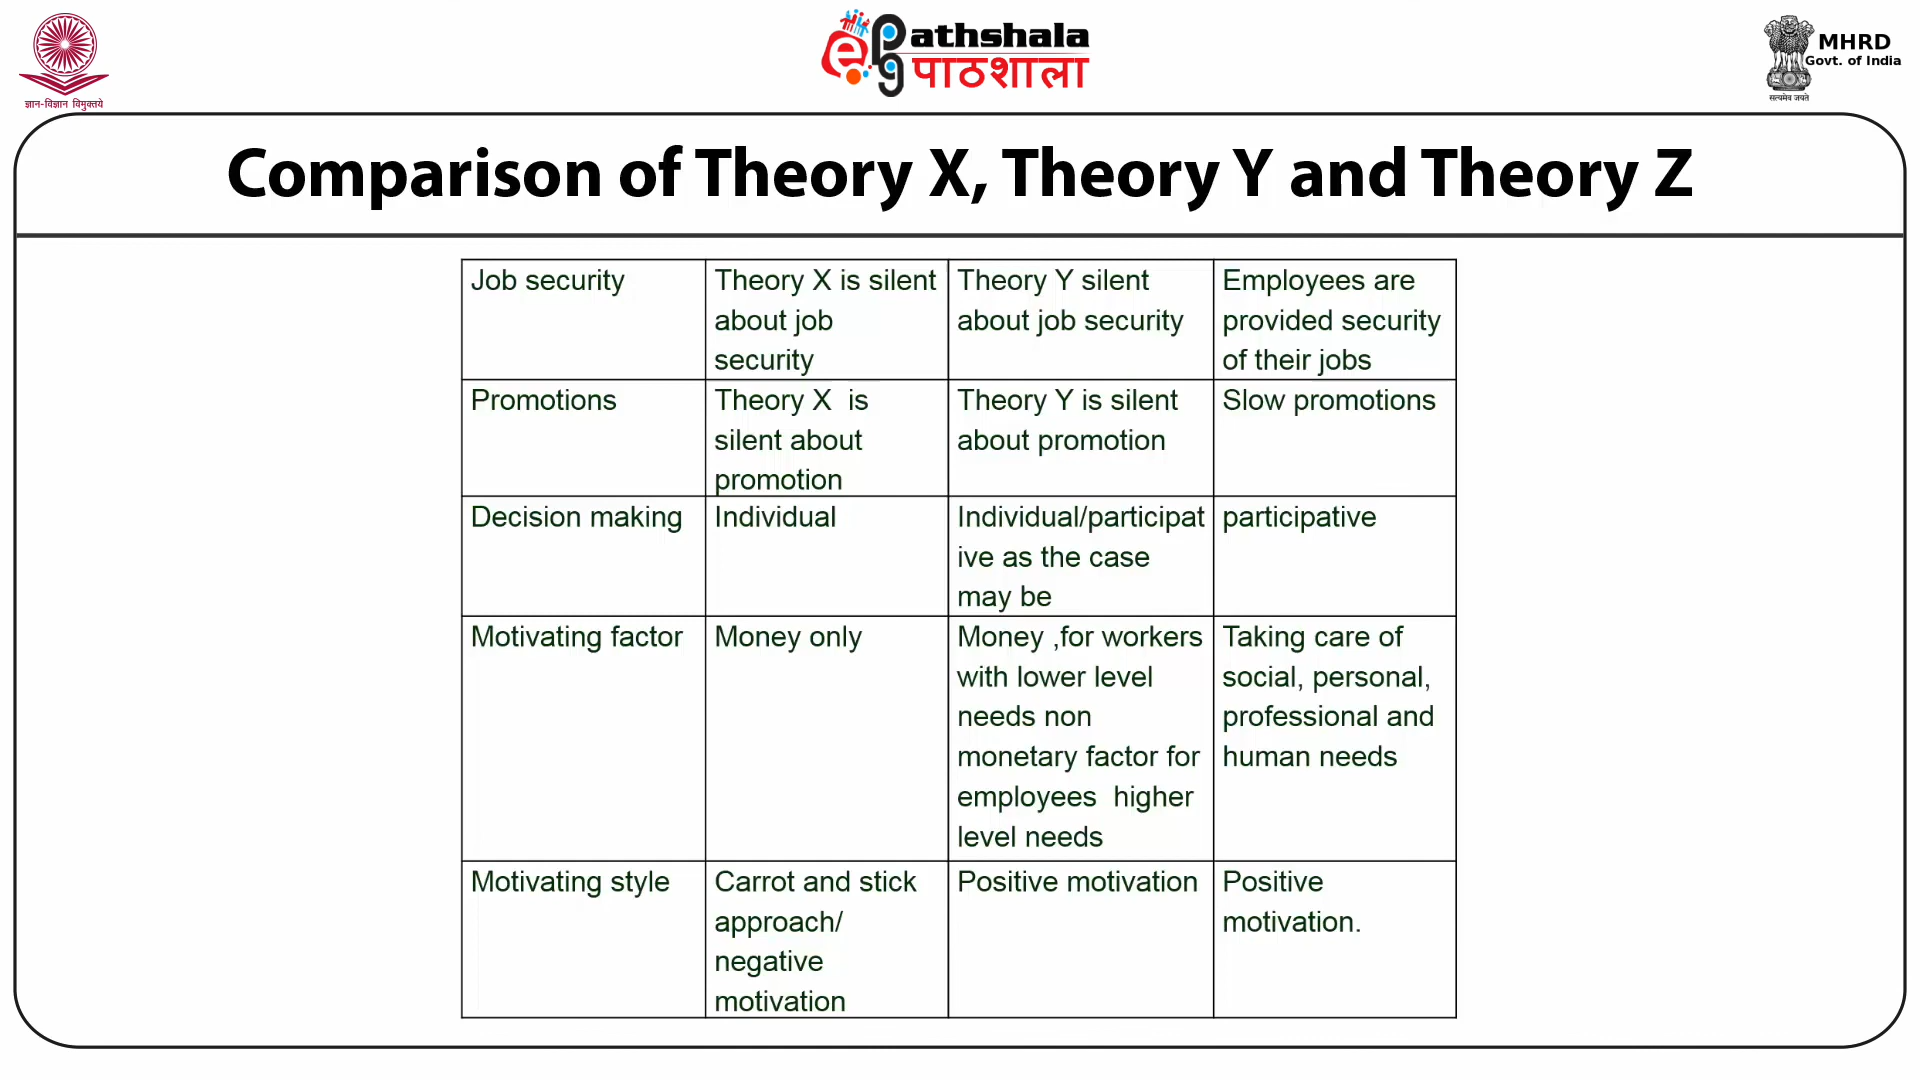 ज्ञान-विज्ञान विमुक्तये
ePathshala
पाठशाला
MHRD
Govt. of India
सत्यमेव जयते
Comparison of Theory X, Theory Y and Theory Z
Job security
Theory X is silent
about job
security
Theory Y silent
about job security
Employees are
provided security
of their jobs
Promotions
Theory X  is
silent about
promotion
Theory Y is silent
about promotion
Slow promotions
Decision making
Individual
Individual/participat
ive as the case
may be
participative
Motivating factor
Money only
Money ,for workers
with lower level
needs non
monetary factor for
employees  higher
level needs
Taking care of
social, personal,
professional and
human needs
Motivating style
Carrot and stick
approach/
negative
motivation
Positive motivation
Positive
motivation.